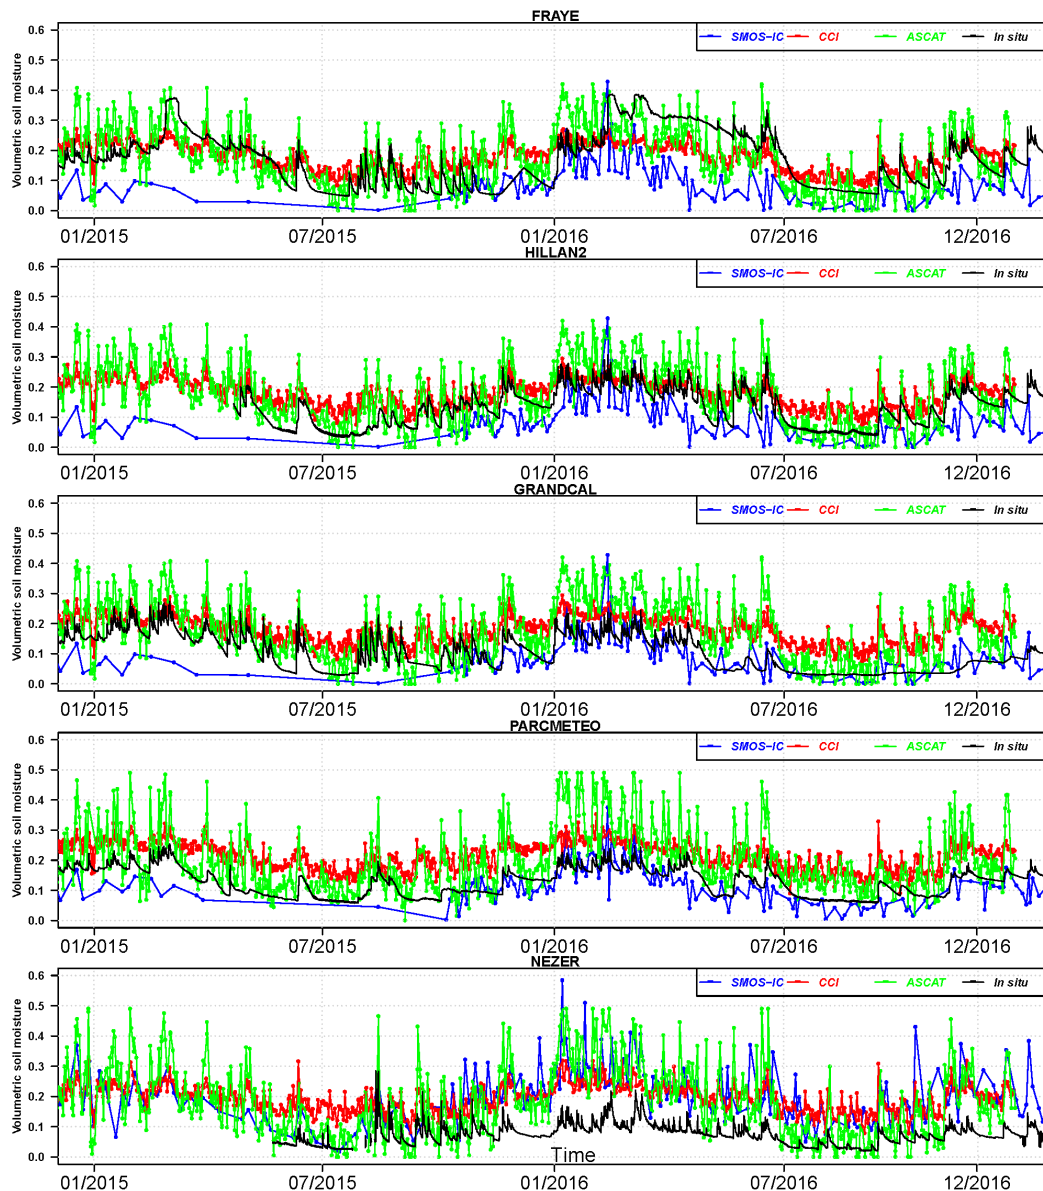 FRAYE
SMOS−IC CCI ASCAT In situ
Volumetric soil moisture
0.6
0.5
0.4
0.3
0.2
0.1
0.0
01/2015 07/2015 01/2016 07/2016 12/2016
HILLAN2
SMOS−IC CCI ASCAT In situ
Volumetric soil moisture
0.6
0.5
0.4
0.3
0.2
0.1
0.0
01/2015 07/2015 01/2016 07/2016 12/2016
GRANDCAL
SMOS−IC CCI ASCAT In situ
Volumetric soil moisture
0.6
0.5
0.4
0.3
0.2
0.1
0.0
01/2015 07/2015 01/2016 07/2016 12/2016
PARCMETEO
SMOS−IC CCI ASCAT In situ
Volumetric soil moisture
0.6
0.5
0.4
0.3
0.2
0.1
0.0
01/2015 07/2015 01/2016 07/2016 12/2016
NEZER
SMOS−IC CCI ASCAT In situ
Volumetric soil moisture
0.6
0.5
0.4
0.3
0.2
0.1
0.0
Time
01/2015 07/2015 01/2016 07/2016 12/2016